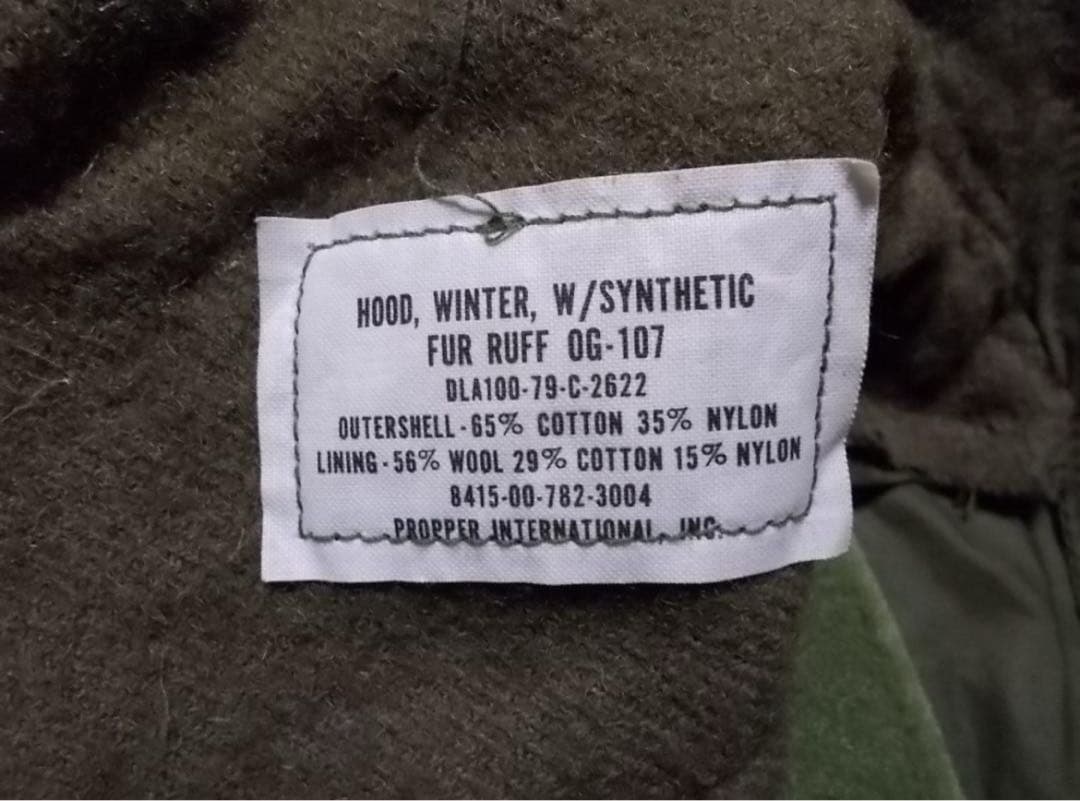 HOOD, WINTER, W/SYNTHETIC
FUR RUFF OG-107
DLA100-79-C-2622
OUTERSHELL-65% COTTON 35% NYLON
LINING-56% WOOL 29% COTTON 15% NYLON
8415-00-782-3004
PROPPER INTERNATIONAL, INC.